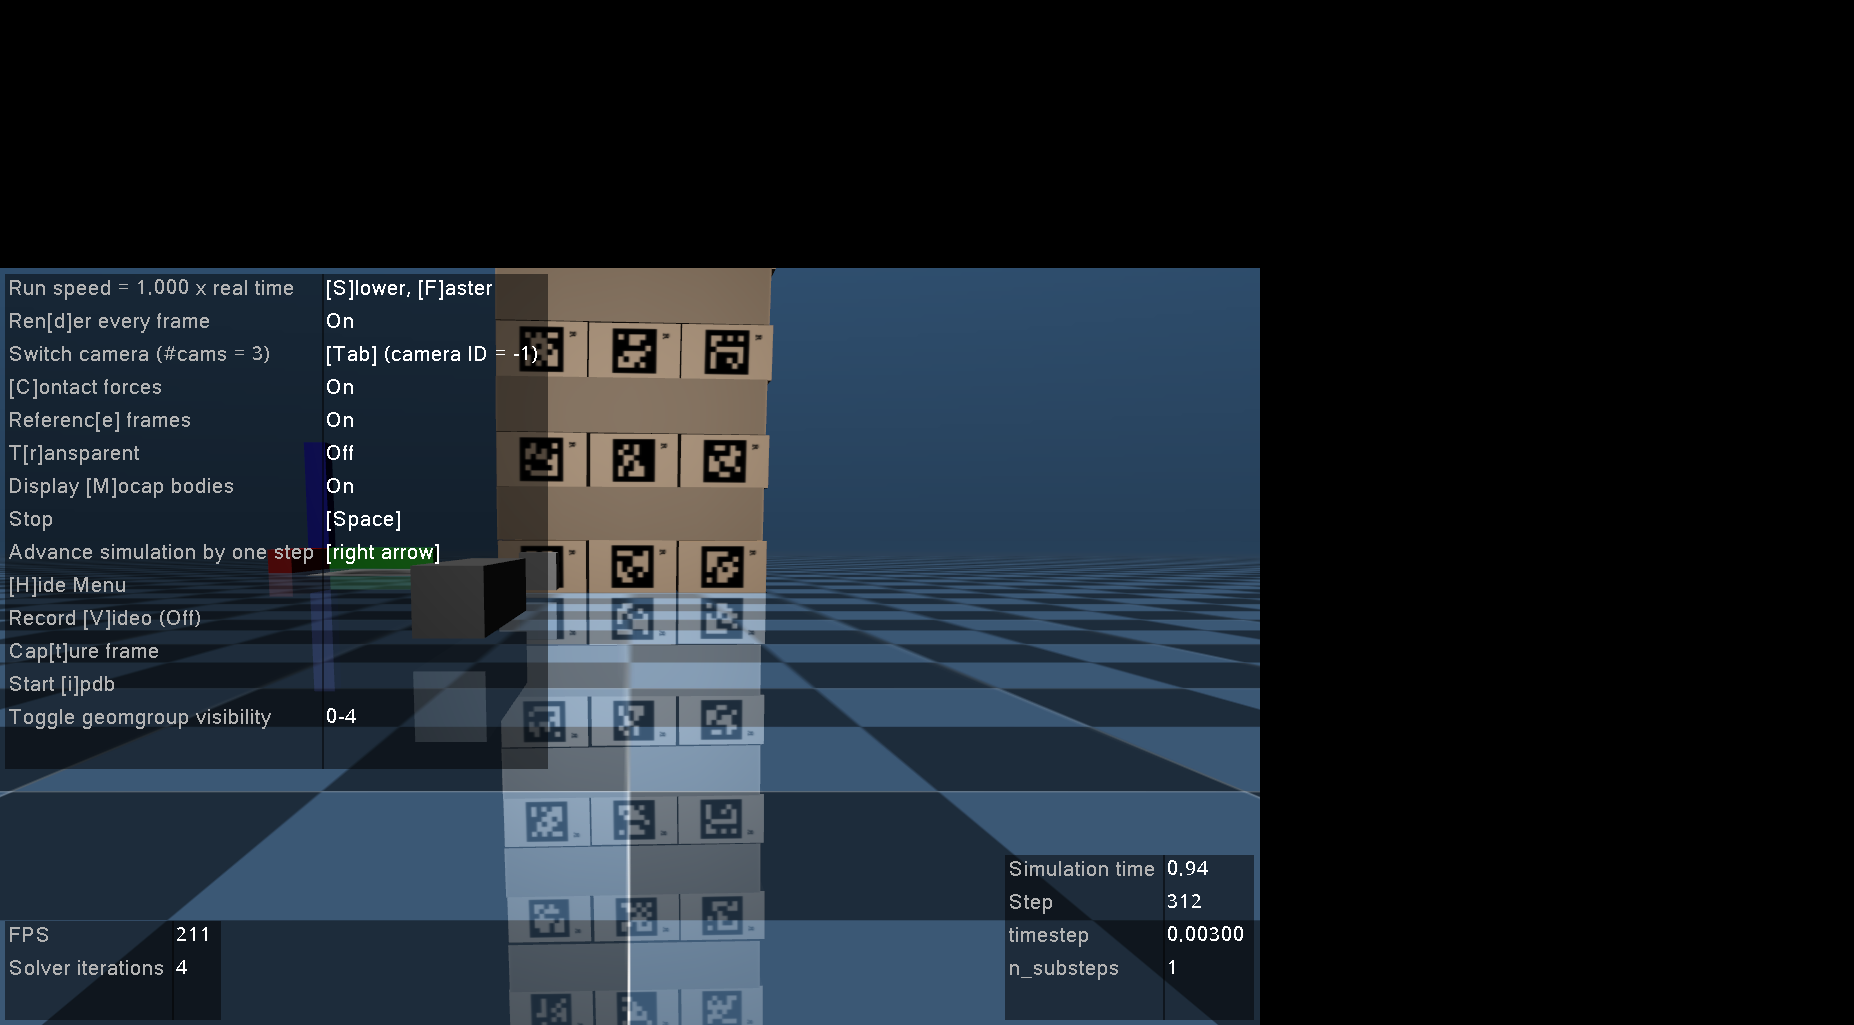 Run speed = 1.000 x real time [S]lower, [F]aster
Ren[d]er every frame On
Switch camera (#cams = 3) [Tab] (camera ID = -1)
[C]ontact forces On
Referenc[e] frames On
T[r]ansparent Off
Display [M]ocap bodies On
Stop [Space]
Advance simulation by one step [right arrow]
[H]ide Menu
Record [V]ideo (Off)
Cap[t]ure frame
Start [i]pdb
Toggle geomgroup visibility 0-4
FPS 211
Solver iterations 4
Simulation time 0.94
Step 312
timestep 0.00300
n_substeps 1